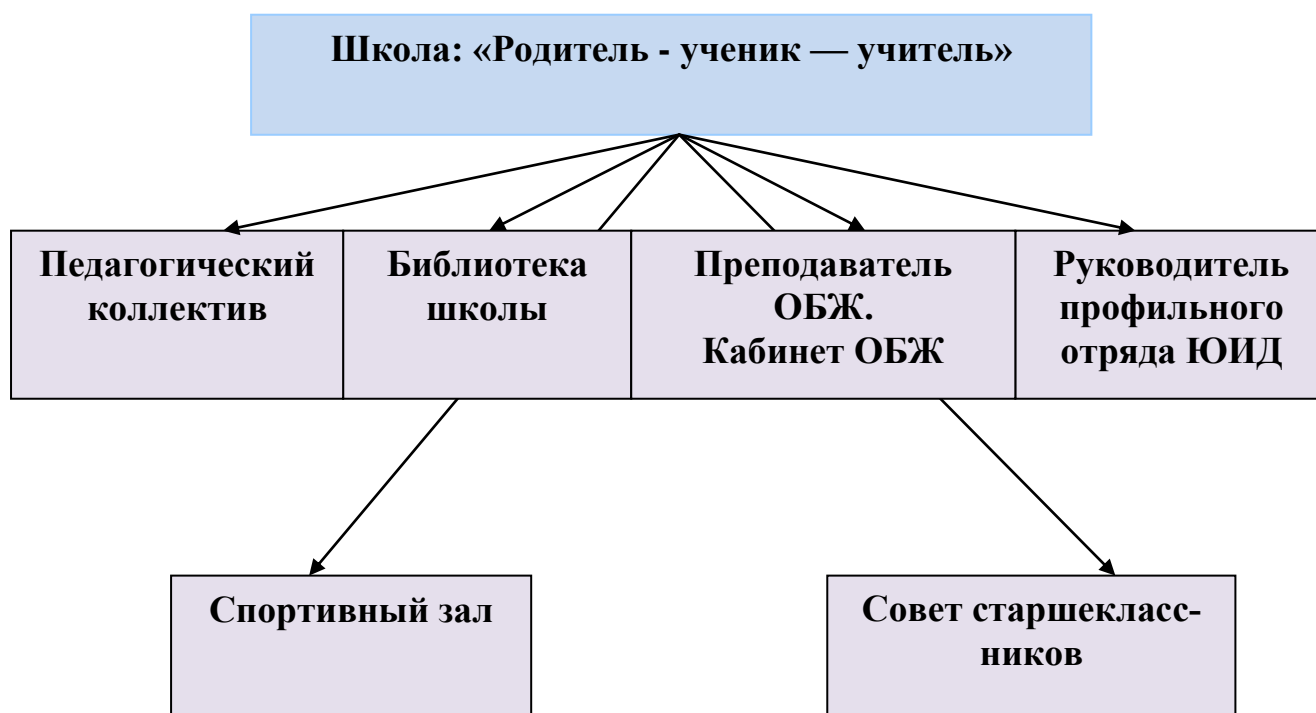 Школа: «Родитель - ученик — учитель»
Педагогический
коллектив
Библиотека
школы
Преподаватель
ОБЖ.
Кабинет ОБЖ
Руководитель
профильного
отряда ЮИД
Спортивный зал
Совет старшекласс-
ников